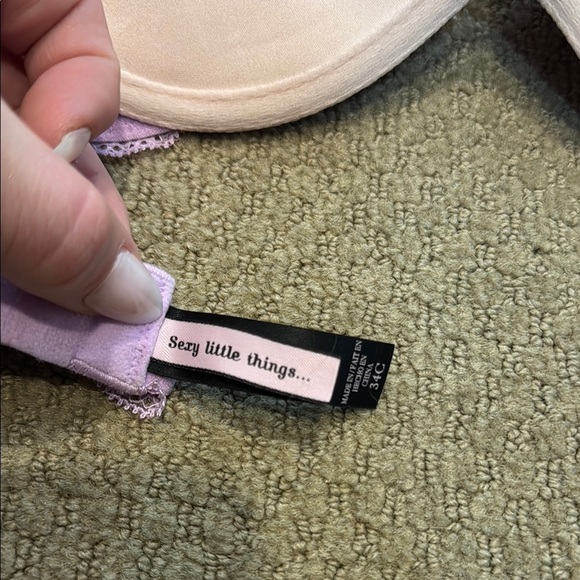 Sexy little things...
MADE IN/FAIT EN
HECHO EN
CHINA
34C